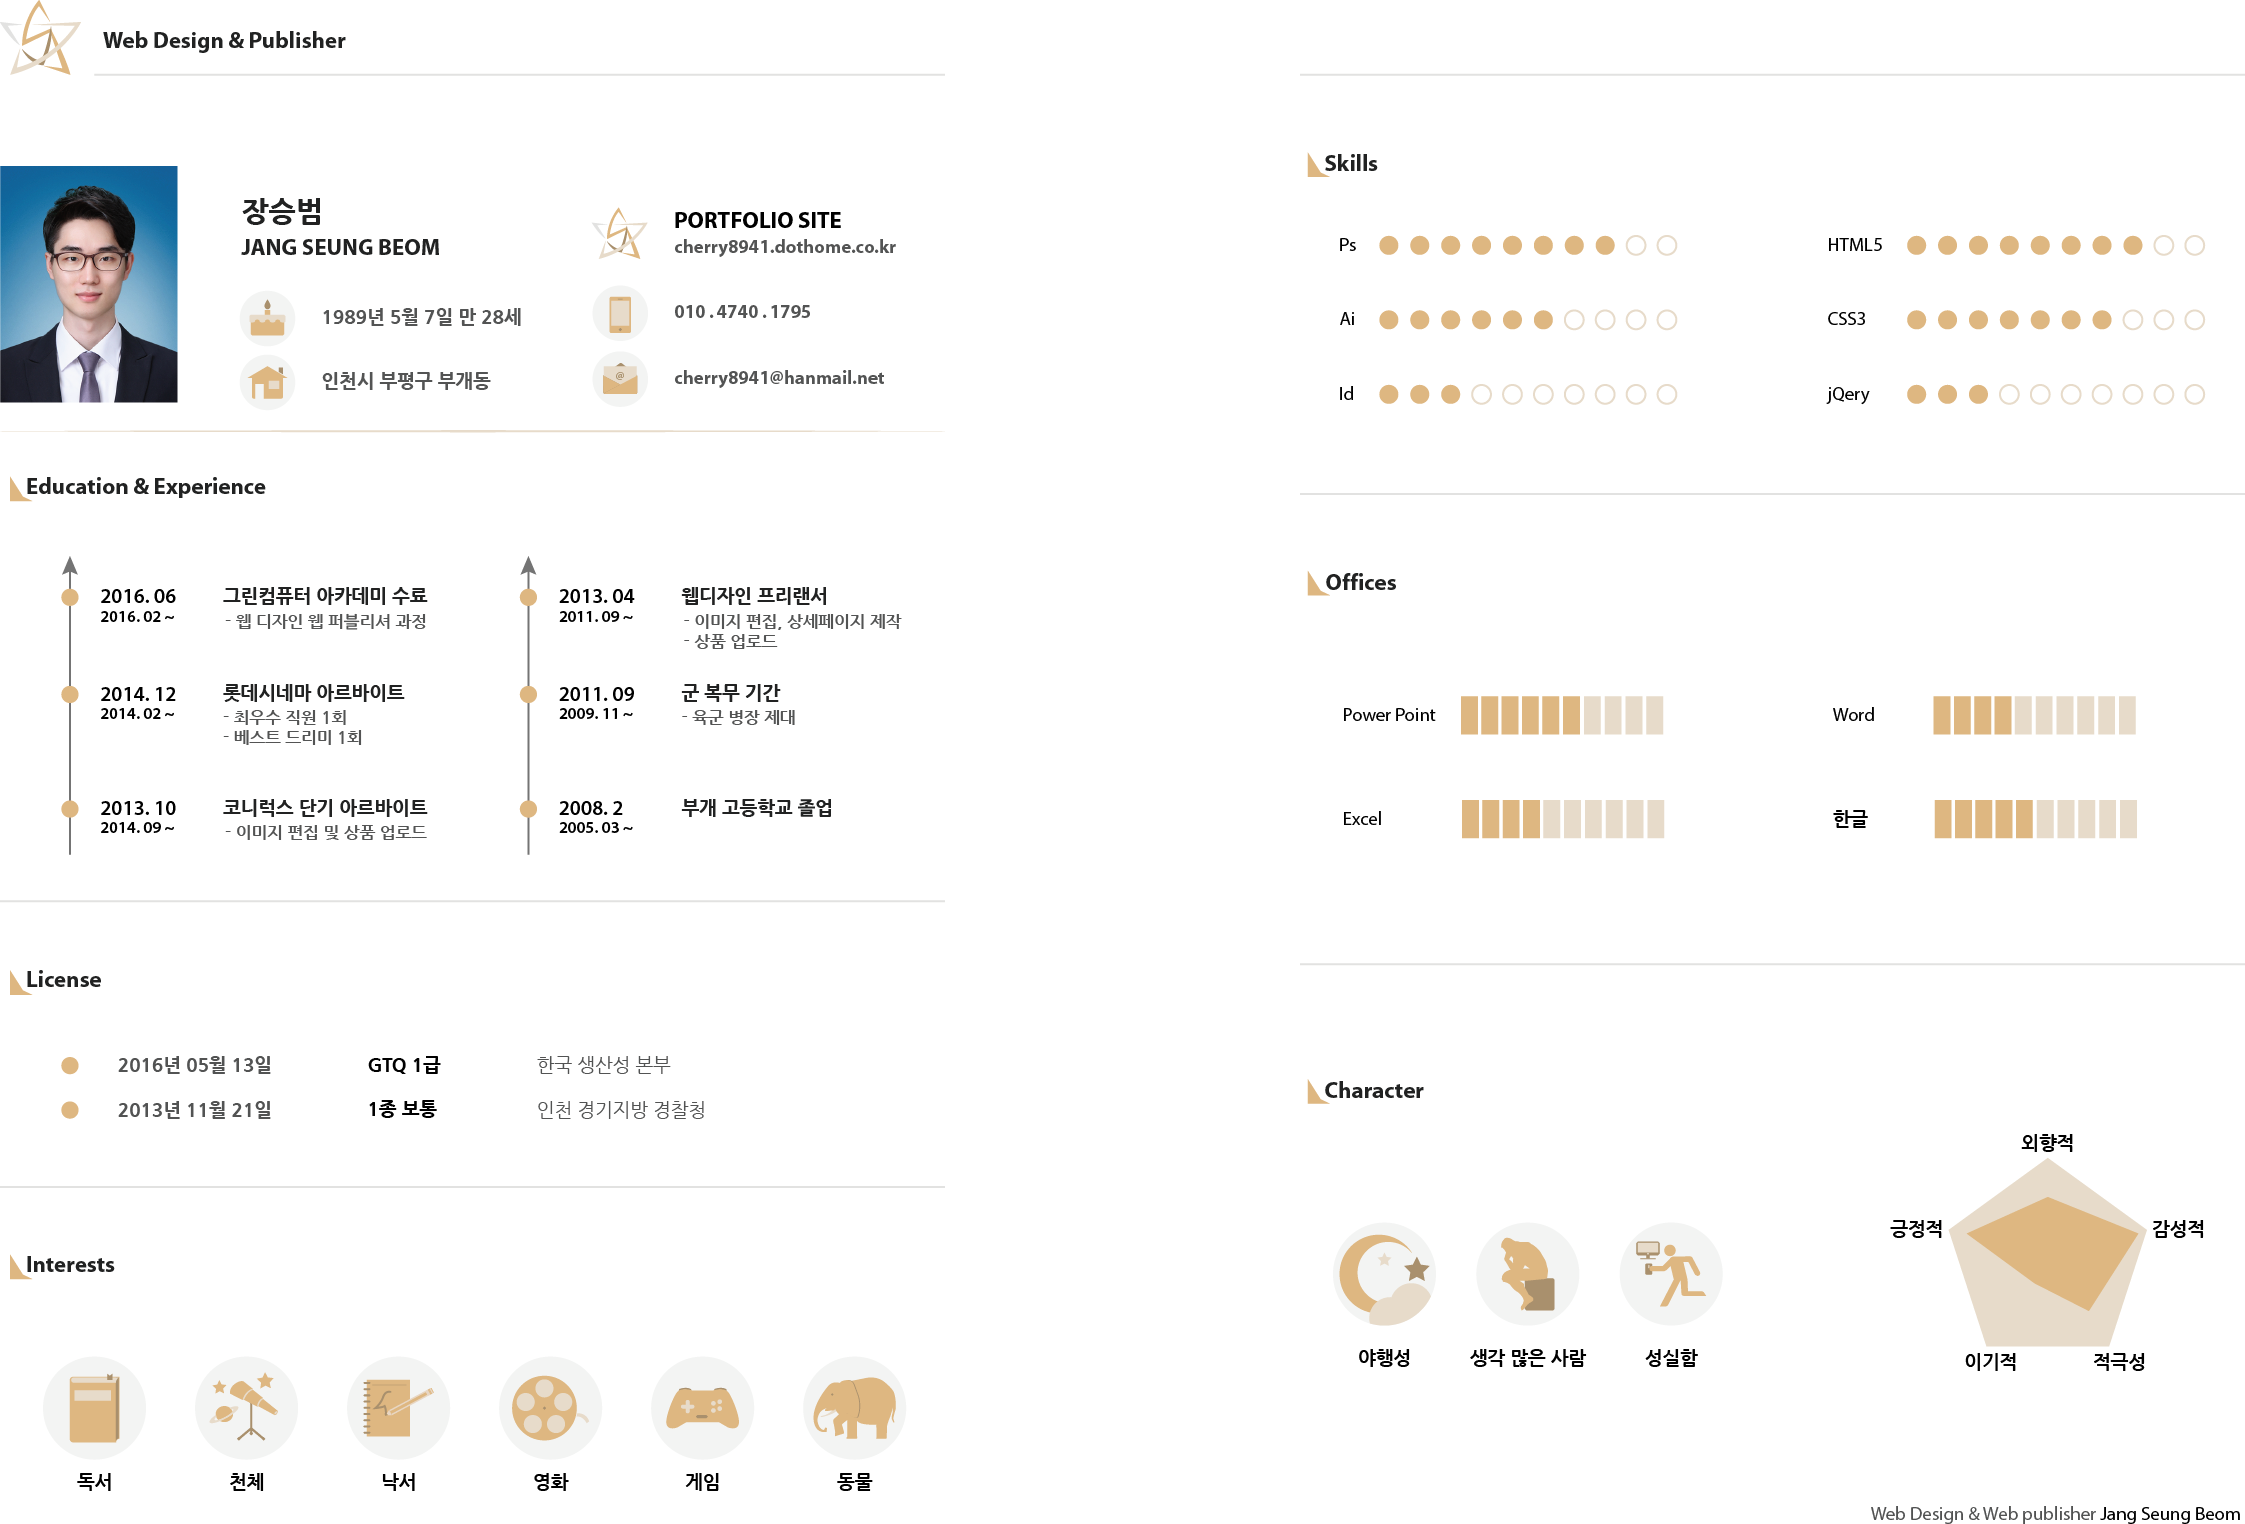 Web Design & Publisher
장승범
JANG SEUNG BEOM
1989년 5월 7일 만 28세
인천시 부평구 부개동
PORTFOLIO SITE
cherry8941.dothome.co.kr
010 . 4740 . 1795
@
cherry8941@hanmail.net
Education & Experience
2016. 06 그린컴퓨터 아카데미 수료
2016. 02 ~ - 웹 디자인 웹 퍼블리셔 과정
2014. 12 롯데시네마 아르바이트
2014. 02 ~ - 최우수 직원 1회
- 베스트 드리미 1회
2013. 10 코니럭스 단기 아르바이트
2014. 09 ~ - 이미지 편집 및 상품 업로드
2013. 04 웹디자인 프리랜서
2011. 09 ~ - 이미지 편집, 상세페이지 제작
- 상품 업로드
2011. 09 군 복무 기간
2009. 11 ~ - 육군 병장 제대
2008. 2 부개 고등학교 졸업
2005. 03 ~
License
2016년 05월 13일 GTQ 1급 한국 생산성 본부
2013년 11월 21일 1종 보통 인천 경기지방 경찰청
Interests
독서 천체 낙서 영화 게임 동물
Skills
Ps HTML5
Ai CSS3
Id jQery
Offices
Power Point Word
Excel 한글
Character
야행성 생각 많은 사람 성실함
외향적
긍정적 감성적
이기적 적극성
Web Design & Web publisher Jang Seung Beom